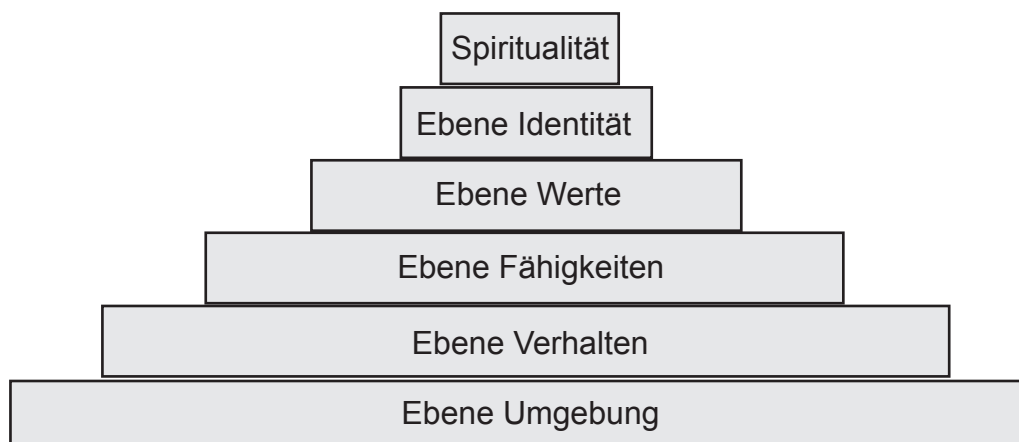 Spiritualität
Ebene Identität
Ebene Werte
Ebene Fähigkeiten
Ebene Verhalten
Ebene Umgebung